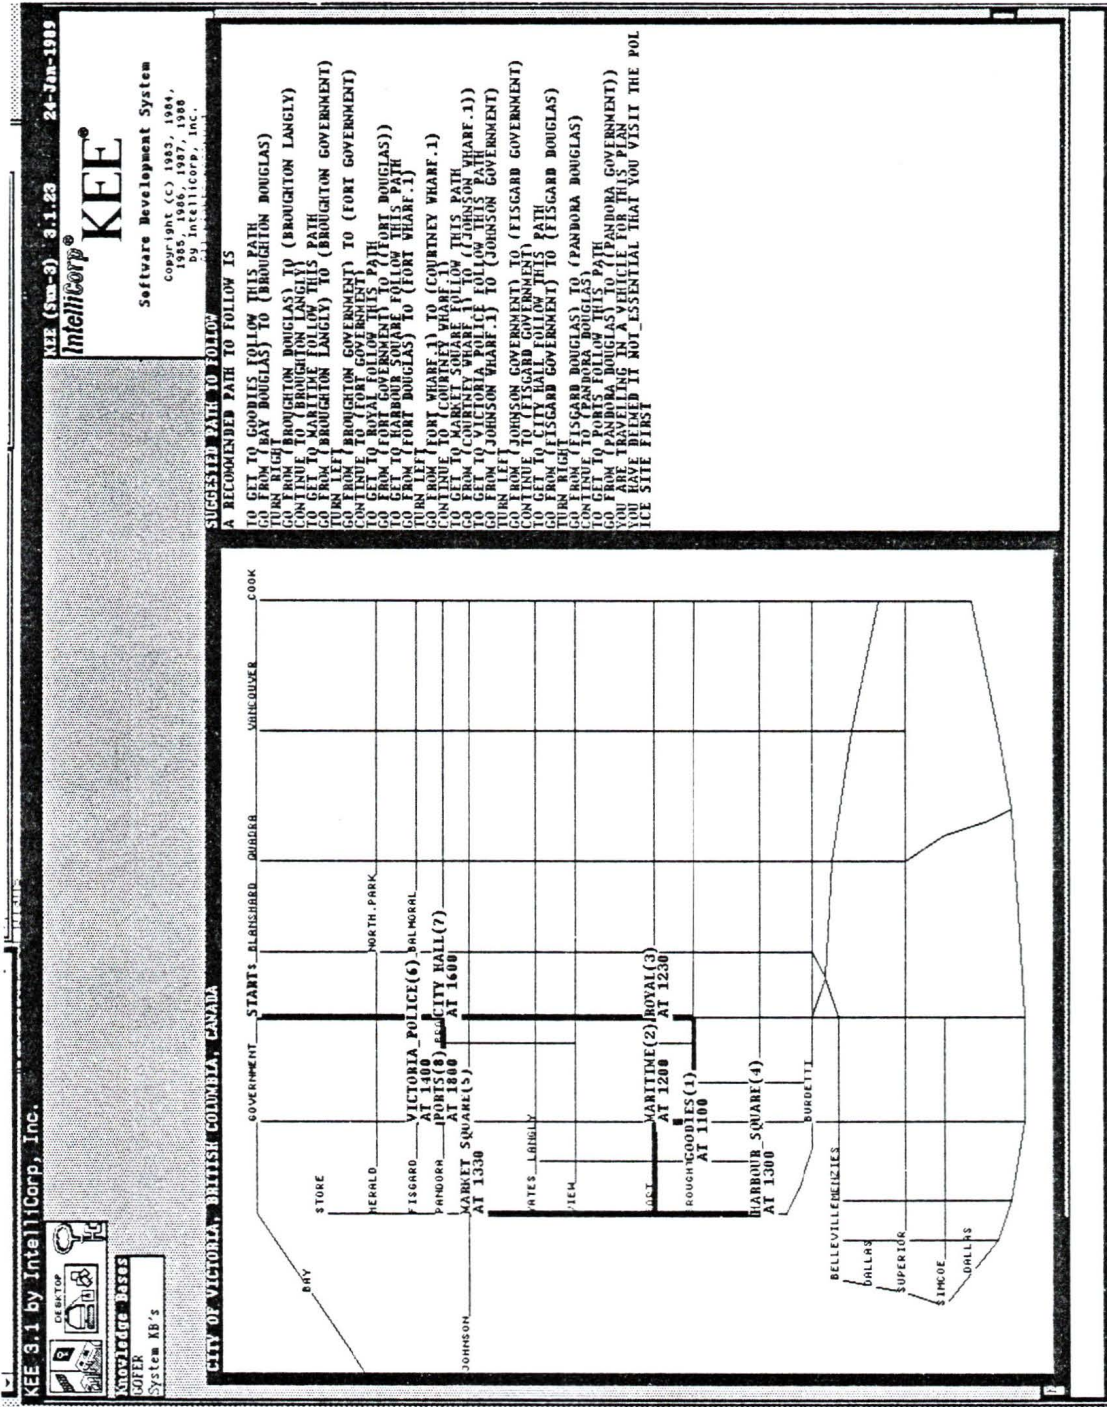 KEE 3.1 by IntelliCorp, Inc.
DESKTOP
Knowledge Bases
GOFER
System KB's
KEE (Sun-3) 3.1.23 24-Jan-1989
IntelliCorp®
KEE®
Software Development System
Copyright (c) 1983, 1984,
1985, 1986, 1987, 1988
by IntelliCorp, Inc.
CITY OF VICTORIA, BRITISH COLUMBIA, CANADA
GOVERNMENT
STARTS
BLANSHARD
QUADRA
VANCOUVER
COOK
BAY
STORE
HERALD
NORTH.PARK
FISGARD
VICTORIA_POLICE(6)
AT 1400
BALMORAL
PANDORA
PORTS(8)
AT 1800
CITY HALL(7)
AT 1600
MARKET SQUARE(5)
AT 1330
JOHNSON
YATES
LANGLY
VIEW
MARITIME(2)
AT 1200
ROYAL(3)
AT 1230
GOODIES(1)
AT 1100
HARBOUR_SQUARE(4)
AT 1300
BURDETTE
BELLEVILLE
MENZIES
DALLAS
SUPERIOR
SIMCOE
DALLAS
SUGGESTED PATH TO FOLLOW
A RECOMMENDED PATH TO FOLLOW IS
TO GET TO GOODIES FOLLOW THIS PATH
GO FROM (BAY DOUGLAS) TO (BROUGHTON DOUGLAS)
TURN RIGHT
GO FROM (BROUGHTON DOUGLAS) TO (BROUGHTON LANGLY)
CONTINUE TO (BROUGHTON LANGLY)
TO GET TO MARITIME FOLLOW THIS PATH
GO FROM (BROUGHTON LANGLY) TO (BROUGHTON GOVERNMENT)
TURN LEFT
GO FROM (BROUGHTON GOVERNMENT) TO (FORT GOVERNMENT)
CONTINUE TO (FORT GOVERNMENT)
TO GET TO ROYAL FOLLOW THIS PATH
GO FROM (FORT GOVERNMENT) TO ((FORT DOUGLAS))
TO GET TO HARBOUR_SQUARE FOLLOW THIS PATH
GO FROM (FORT DOUGLAS) TO (FORT WHARF.1)
TURN LEFT
GO FROM (FORT WHARF.1) TO (COURTNEY WHARF.1)
CONTINUE TO (COURTNEY WHARF.1)
TO GET TO MARKET SQUARE FOLLOW THIS PATH
GO FROM (COURTNEY WHARF.1) TO ((JOHNSON WHARF.1))
TO GET TO VICTORIA_POLICE FOLLOW THIS PATH
GO FROM (JOHNSON WHARF.1) TO (JOHNSON GOVERNMENT)
TURN LEFT
GO FROM (JOHNSON GOVERNMENT) TO (FISGARD GOVERNMENT)
CONTINUE TO (FISGARD GOVERNMENT)
TO GET TO CITY HALL FOLLOW THIS PATH
GO FROM (FISGARD GOVERNMENT) TO (FISGARD DOUGLAS)
TURN RIGHT
GO FROM (FISGARD DOUGLAS) TO (PANDORA DOUGLAS)
CONTINUE TO (PANDORA DOUGLAS)
TO GET TO PORTS FOLLOW THIS PATH
GO FROM (PANDORA DOUGLAS) TO ((PANDORA GOVERNMENT))
YOU ARE TRAVELLING IN A VEHICLE FOR THIS PLAN
YOU HAVE DEEMED IT NOT_ESSENTIAL THAT YOU VISIT THE POL
ICE SITE FIRST